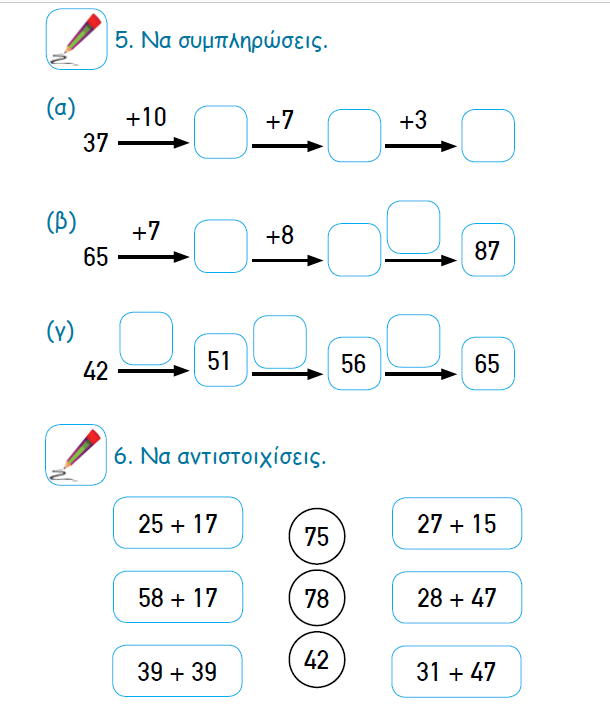 5. Να συμπληρώσεις.
(α)
37 +10 +7 +3
(β)
65 +7 +8 87
(γ)
42 51 56 65
6. Να αντιστοιχίσεις.
25 + 17 75 27 + 15
58 + 17 78 28 + 47
39 + 39 42 31 + 47